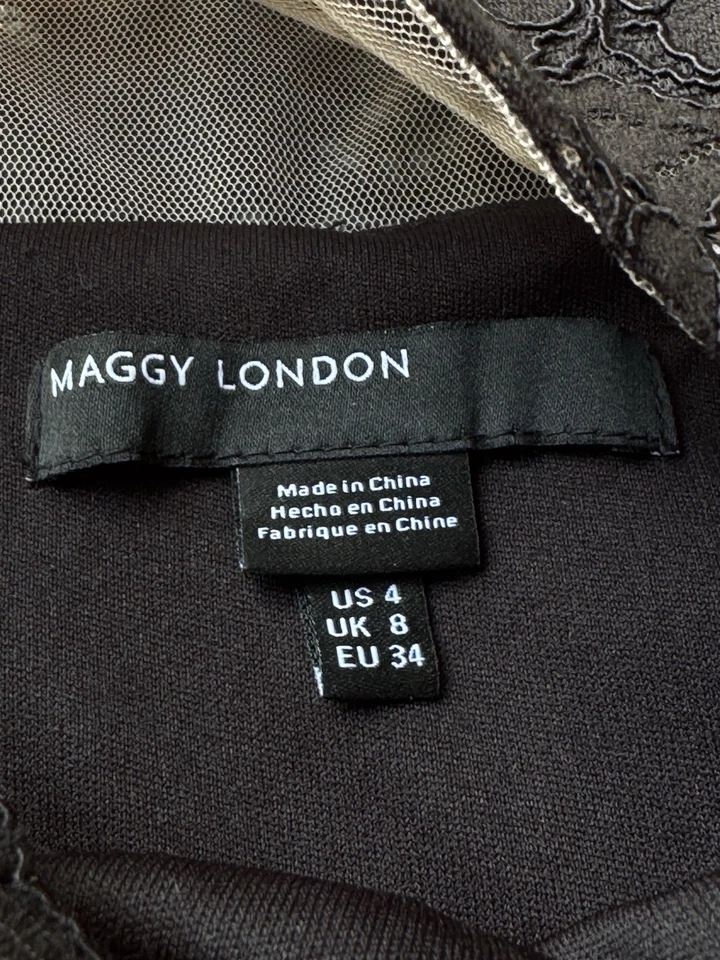 MAGGY LONDON
Made in China
Hecho en China
Fabrique en Chine
US 4
UK 8
EU 34